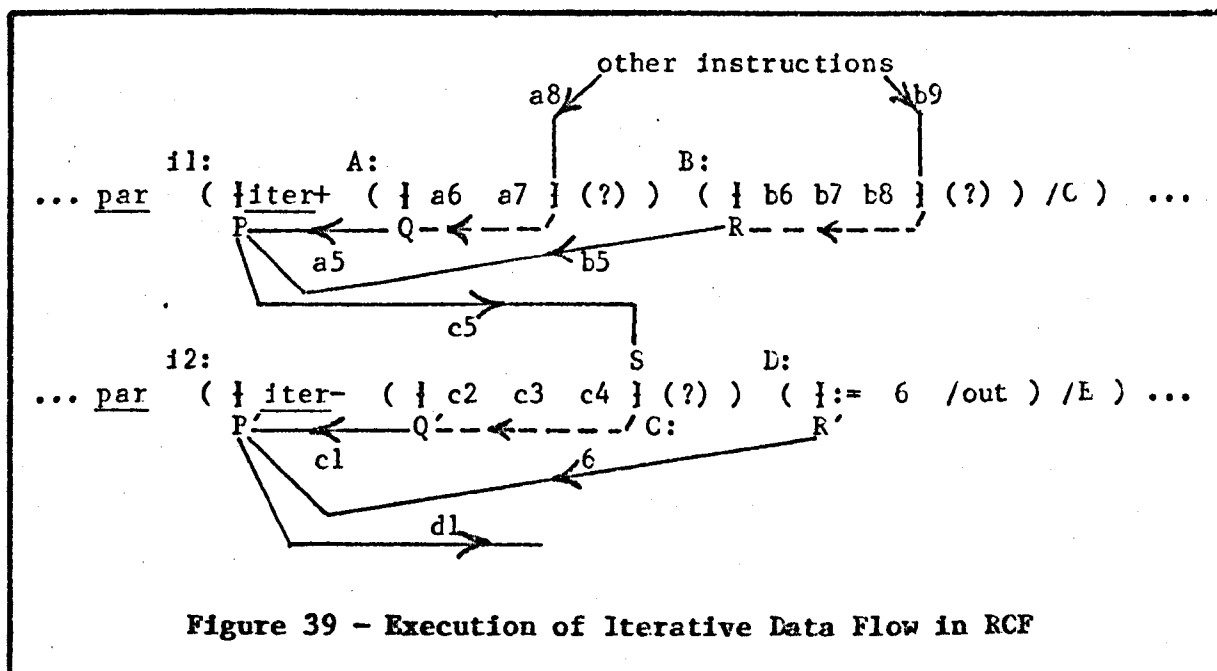 other instructions
a8 b9
i1: A: B:
... par ( ⌉iter+ ( ⌉ a6 a7 ⌉ (?) ) ( ⌉ b6 b7 b8 ⌉ (?) ) /C ) ...
P Q R
a5 b5
c5
i2: S D:
... par ( ⌉ iter- ( ⌉ c2 c3 c4 ⌉ (?) ) ( ⌉:= 6 /out ) /E ) ...
P′ Q′ C: R′
c1 6
d1
Figure 39 - Execution of Iterative Data Flow in RCF